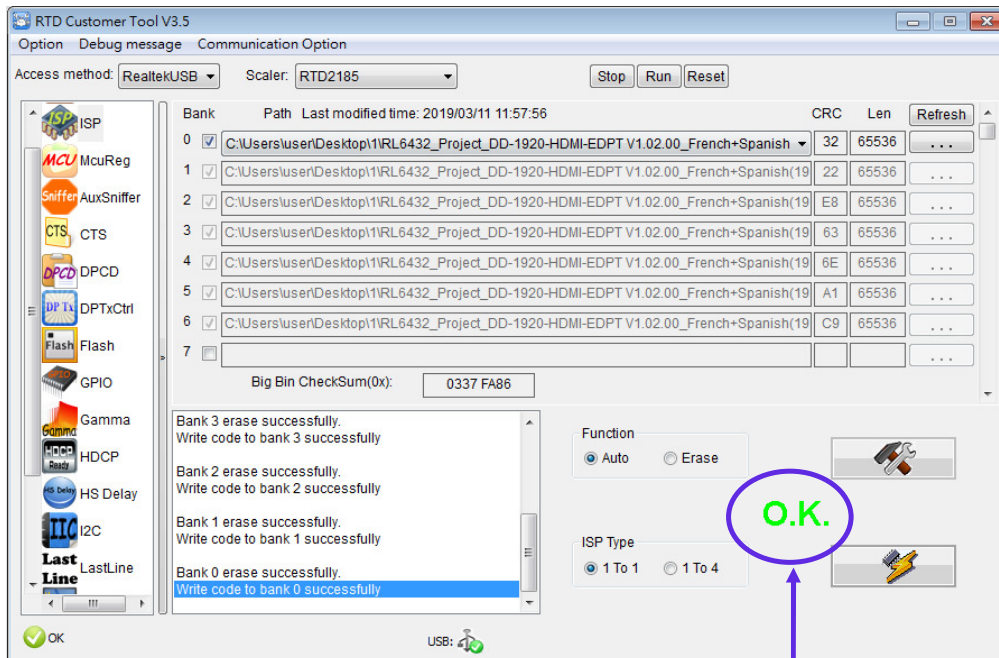 RTD Customer Tool V3.5
Option Debug message Communication Option
Access method: RealtekUSB Scaler: RTD2185 Stop Run Reset
Bank Path Last modified time: 2019/03/11 11:57:56 CRC Len Refresh
0 C:\Users\user\Desktop\1\RL6432_Project_DD-1920-HDMI-EDPT V1.02.00_French+Spanish 32 65536 ...
1 C:\Users\user\Desktop\1\RL6432_Project_DD-1920-HDMI-EDPT V1.02.00_French+Spanish(19 22 65536 ...
2 C:\Users\user\Desktop\1\RL6432_Project_DD-1920-HDMI-EDPT V1.02.00_French+Spanish(19 E8 65536 ...
3 C:\Users\user\Desktop\1\RL6432_Project_DD-1920-HDMI-EDPT V1.02.00_French+Spanish(19 63 65536 ...
4 C:\Users\user\Desktop\1\RL6432_Project_DD-1920-HDMI-EDPT V1.02.00_French+Spanish(19 6E 65536 ...
5 C:\Users\user\Desktop\1\RL6432_Project_DD-1920-HDMI-EDPT V1.02.00_French+Spanish(19 A1 65536 ...
6 C:\Users\user\Desktop\1\RL6432_Project_DD-1920-HDMI-EDPT V1.02.00_French+Spanish(19 C9 65536 ...
7 ...
Big Bin CheckSum(0x): 0337 FA86
ISP ISP
MCU McuReg
Sniffer AuxSniffer
CTS CTS
DPCD DPCD
DP Tx DPTxCtrl
Flash Flash
GPIO GPIO
Gamma Gamma
HDCP Ready HDCP
HS Delay HS Delay
IIC I2C
Last Line LastLine
Bank 3 erase successfully.
Write code to bank 3 successfully
Bank 2 erase successfully.
Write code to bank 2 successfully
Bank 1 erase successfully.
Write code to bank 1 successfully
Bank 0 erase successfully.
Write code to bank 0 successfully
Function
Auto Erase
O.K.
ISP Type
1 To 1 1 To 4
OK
USB: